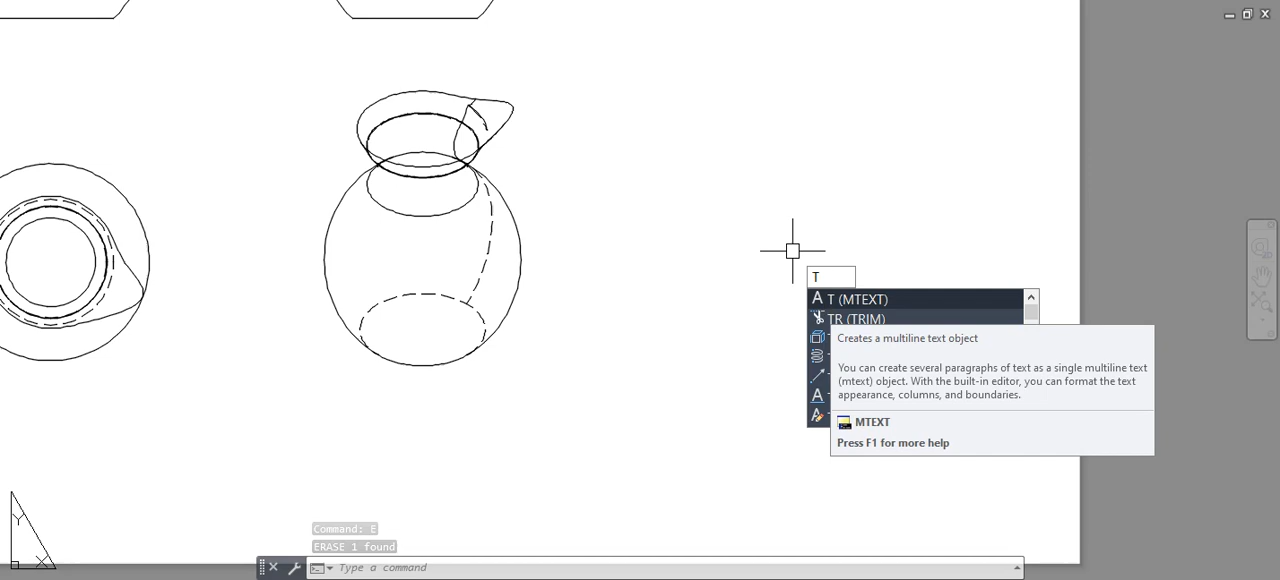 T
T (MTEXT)
TR (TRIM)
Creates a multiline text object
You can create several paragraphs of text as a single multiline text
(mtext) object. With the built-in editor, you can format the text
appearance, columns, and boundaries.
MTEXT
Press F1 for more help
Y
X
Command: E
ERASE 1 found
Type a command